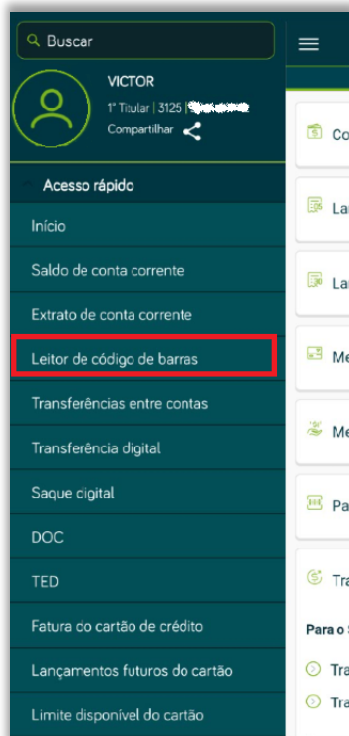 Buscar
VICTOR
1º Titular | 3125 |
Compartilhar
Acesso rápido
Início
Saldo de conta corrente
Extrato de conta corrente
Leitor de código de barras
Transferências entre contas
Transferência digital
Saque digital
DOC
TED
Fatura do cartão de crédito
Lançamentos futuros do cartão
Limite disponível do cartão
Co
Lan
Lan
Me
Me
Pa
Tra
Para o S
Tra
Tra